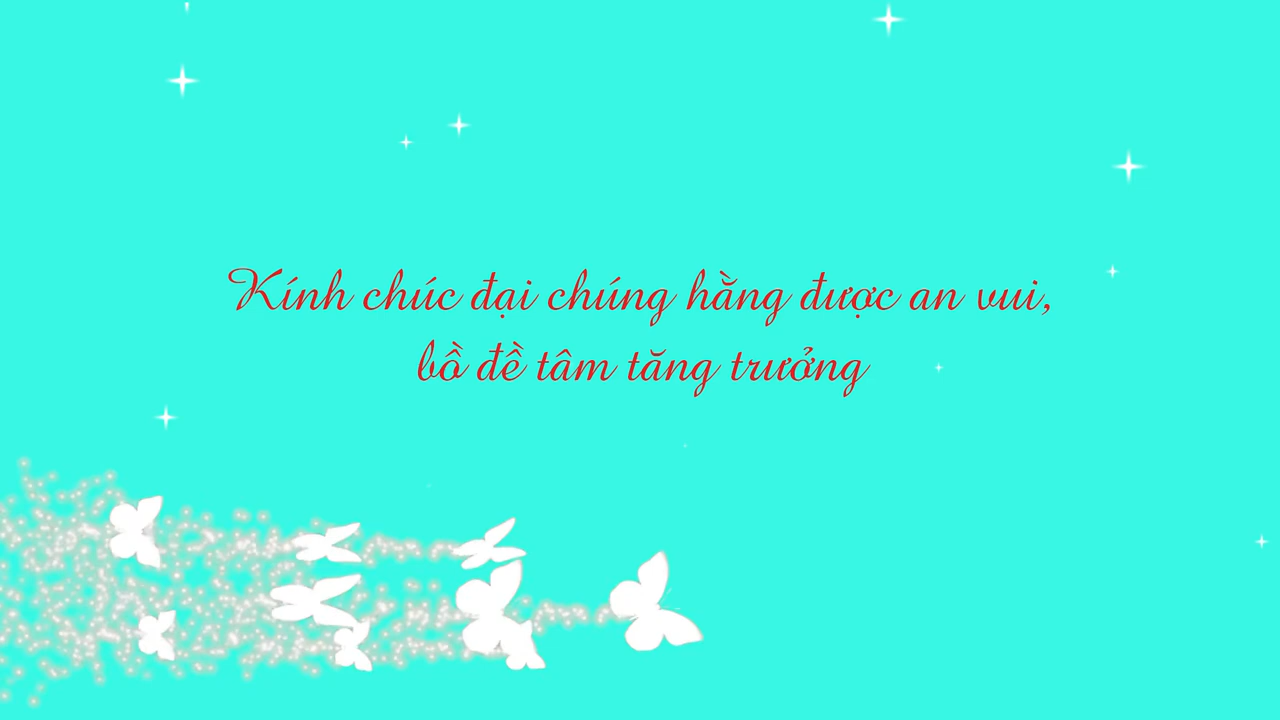 Kính chúc đại chúng hằng được an vui,
bồ đề tâm tăng trưởng